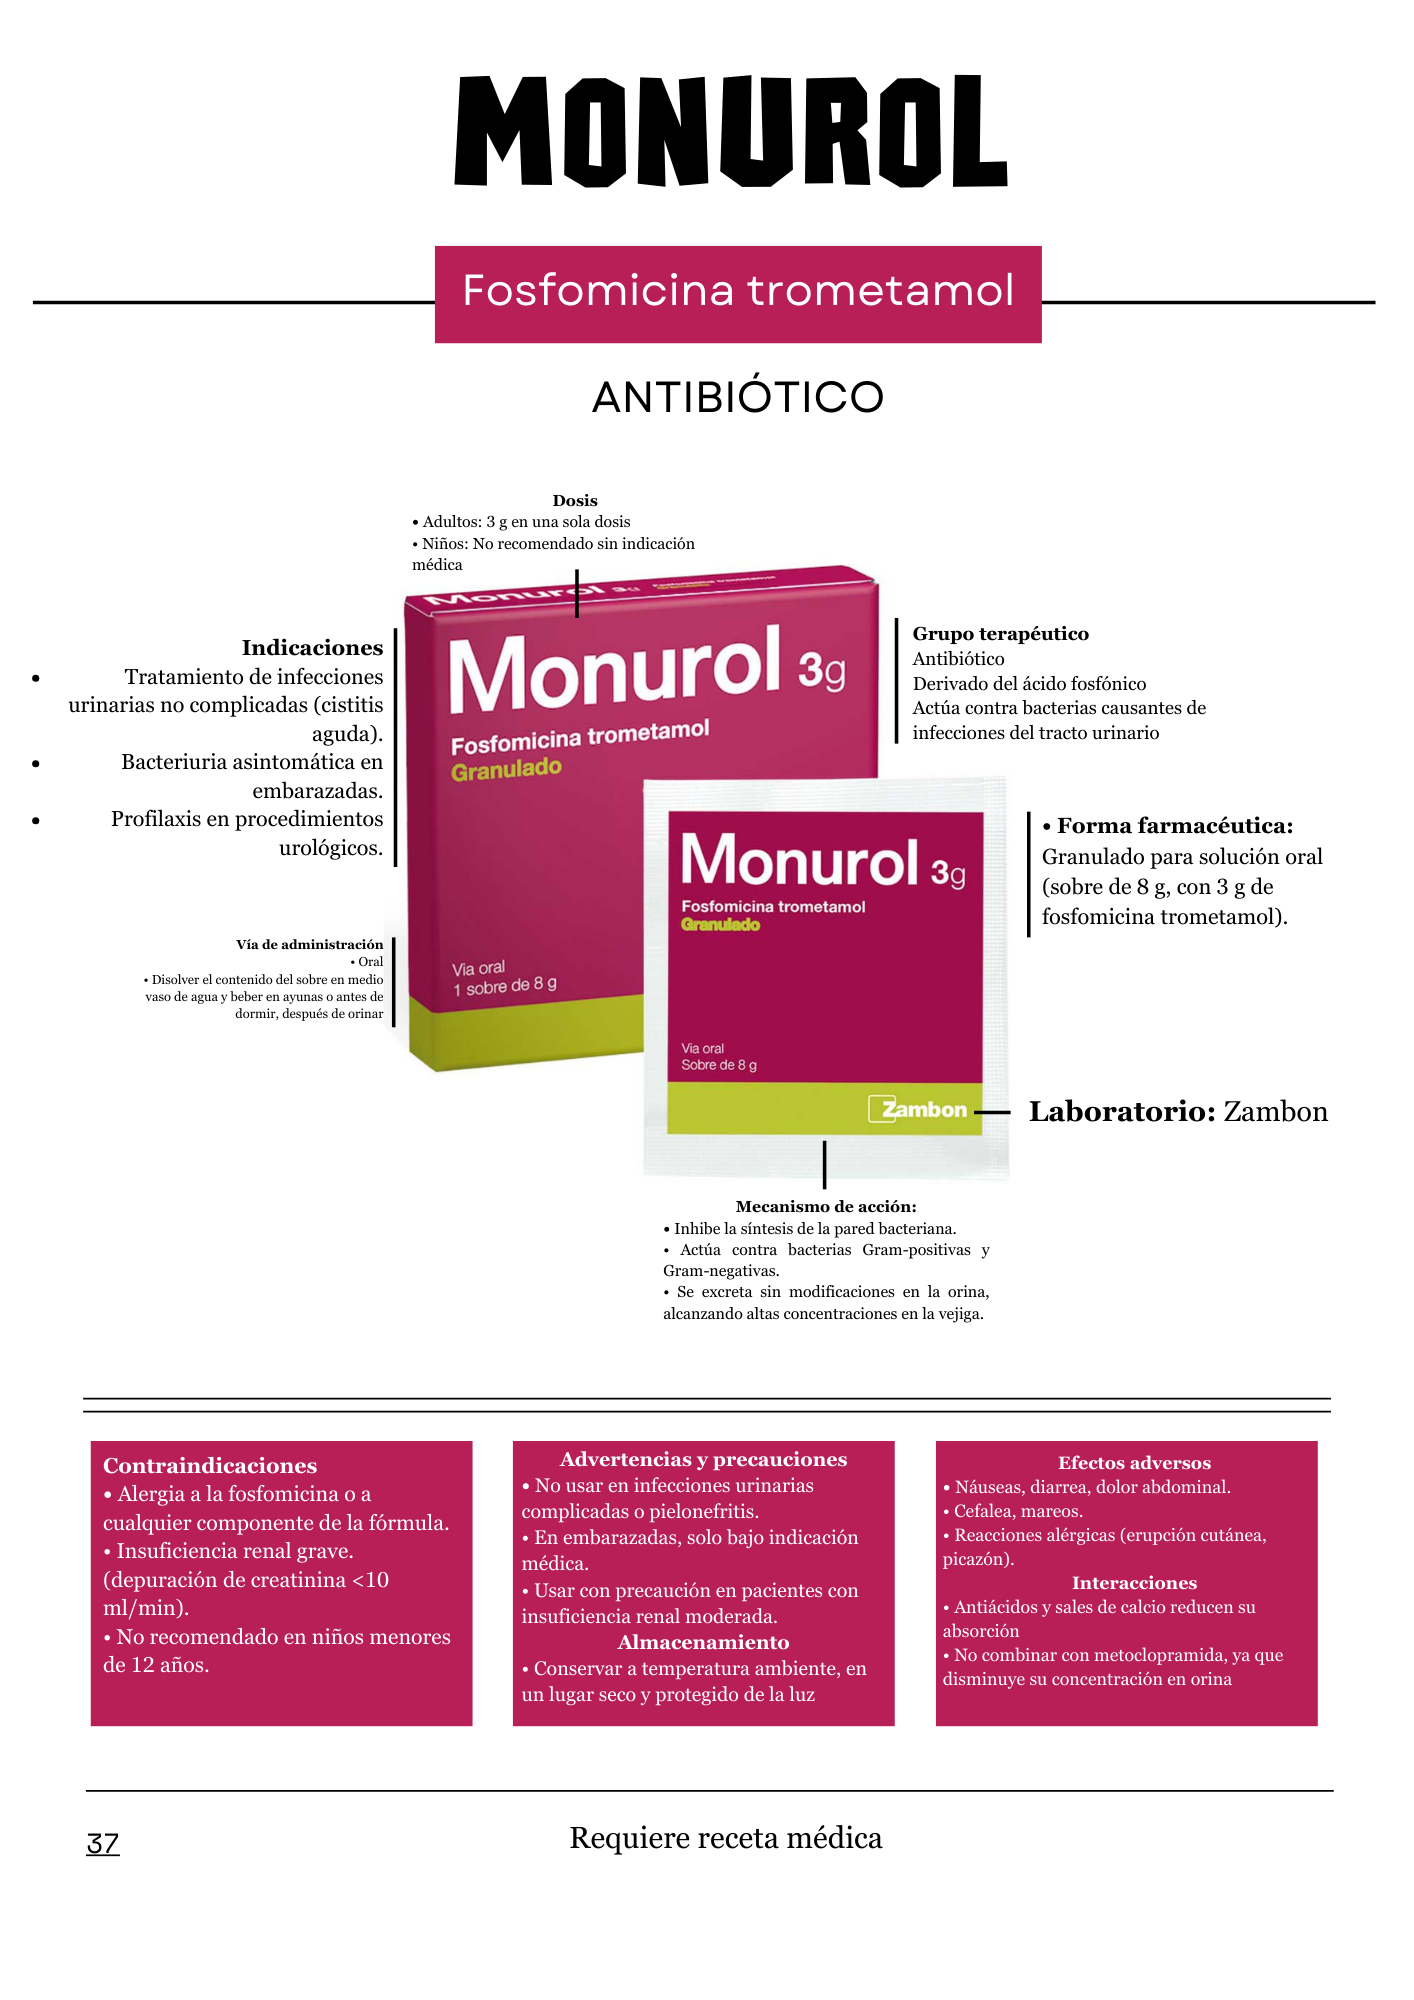 MONUROL
Fosfomicina trometamol
ANTIBIÓTICO
Dosis
• Adultos: 3 g en una sola dosis
• Niños: No recomendado sin indicación
médica
Indicaciones
• Tratamiento de infecciones
urinarias no complicadas (cistitis
aguda).
• Bacteriuria asintomática en
embarazadas.
• Profilaxis en procedimientos
urológicos.
Vía de administración
• Oral
• Disolver el contenido del sobre en medio
vaso de agua y beber en ayunas o antes de
dormir, después de orinar
Monurol 3g Fosfomicina trometamol
Granulado
Monurol 3g
Fosfomicina trometamol
Granulado
Via oral
1 sobre de 8 g
Monurol 3g
Fosfomicina trometamol
Granulado
Via oral
Sobre de 8 g
Zambon
Grupo terapéutico
Antibiótico
Derivado del ácido fosfónico
Actúa contra bacterias causantes de
infecciones del tracto urinario
• Forma farmacéutica:
Granulado para solución oral
(sobre de 8 g, con 3 g de
fosfomicina trometamol).
Laboratorio: Zambon
Mecanismo de acción:
• Inhibe la síntesis de la pared bacteriana.
• Actúa contra bacterias Gram-positivas y
Gram-negativas.
• Se excreta sin modificaciones en la orina,
alcanzando altas concentraciones en la vejiga.
Contraindicaciones
• Alergia a la fosfomicina o a
cualquier componente de la fórmula.
• Insuficiencia renal grave.
(depuración de creatinina <10
ml/min).
• No recomendado en niños menores
de 12 años.
Advertencias y precauciones
• No usar en infecciones urinarias
complicadas o pielonefritis.
• En embarazadas, solo bajo indicación
médica.
• Usar con precaución en pacientes con
insuficiencia renal moderada.
Almacenamiento
• Conservar a temperatura ambiente, en
un lugar seco y protegido de la luz
Efectos adversos
• Náuseas, diarrea, dolor abdominal.
• Cefalea, mareos.
• Reacciones alérgicas (erupción cutánea,
picazón).
Interacciones
• Antiácidos y sales de calcio reducen su
absorción
• No combinar con metoclopramida, ya que
disminuye su concentración en orina
37
Requiere receta médica